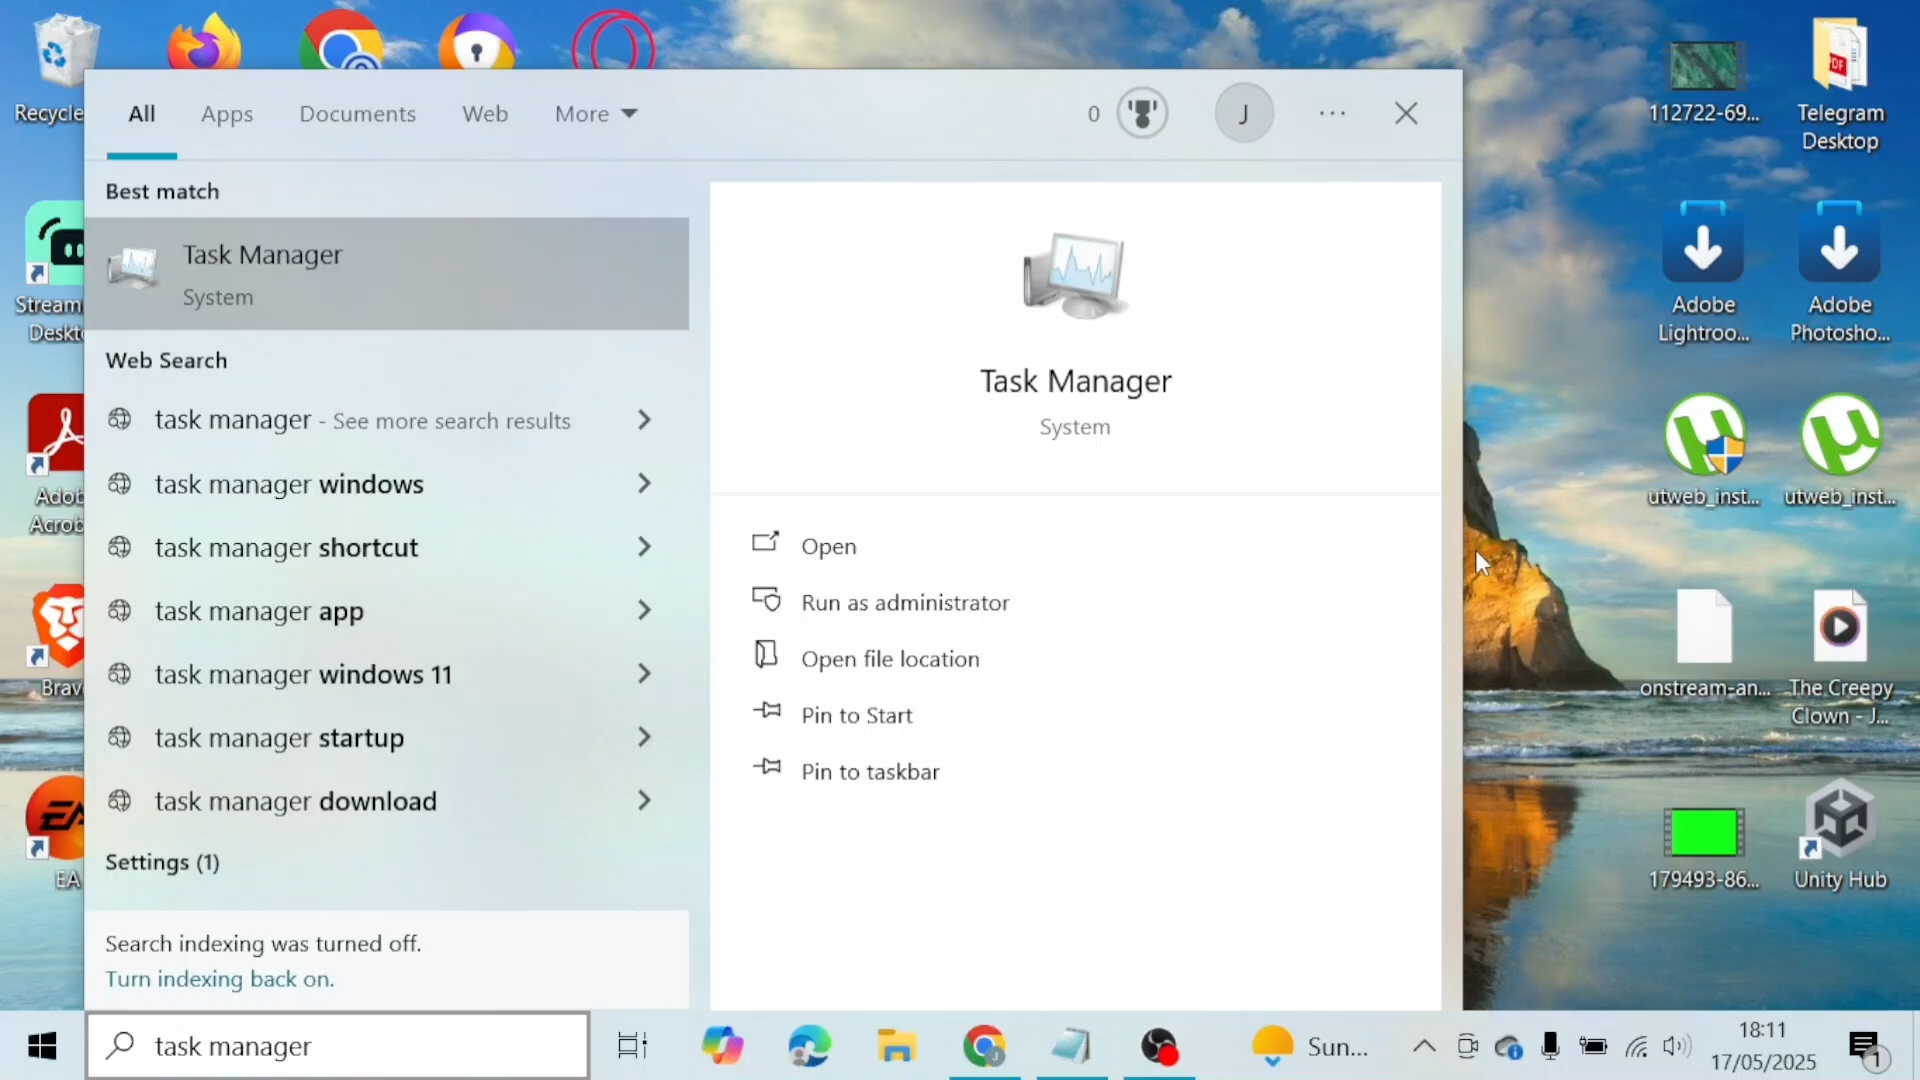 All Apps Documents Web More 0 J ...
Best match
Task Manager
System
Web Search
task manager - See more search results
task manager windows
task manager shortcut
task manager app
task manager windows 11
task manager startup
task manager download
Settings (1)
Search indexing was turned off.
Turn indexing back on.
Task Manager
System
Open
Run as administrator
Open file location
Pin to Start
Pin to taskbar
Recycle
Stream
Deskt
Adob
Acrob
Brav
EA
EA
112722-69...
Telegram
Desktop
PDF
Adobe
Lightroo...
Adobe
Photosho...
utweb_inst...
utweb_inst...
onstream-an...
The Creepy
Clown - J...
179493-86...
Unity Hub
task manager
J
Sun...
18:11
17/05/2025
1